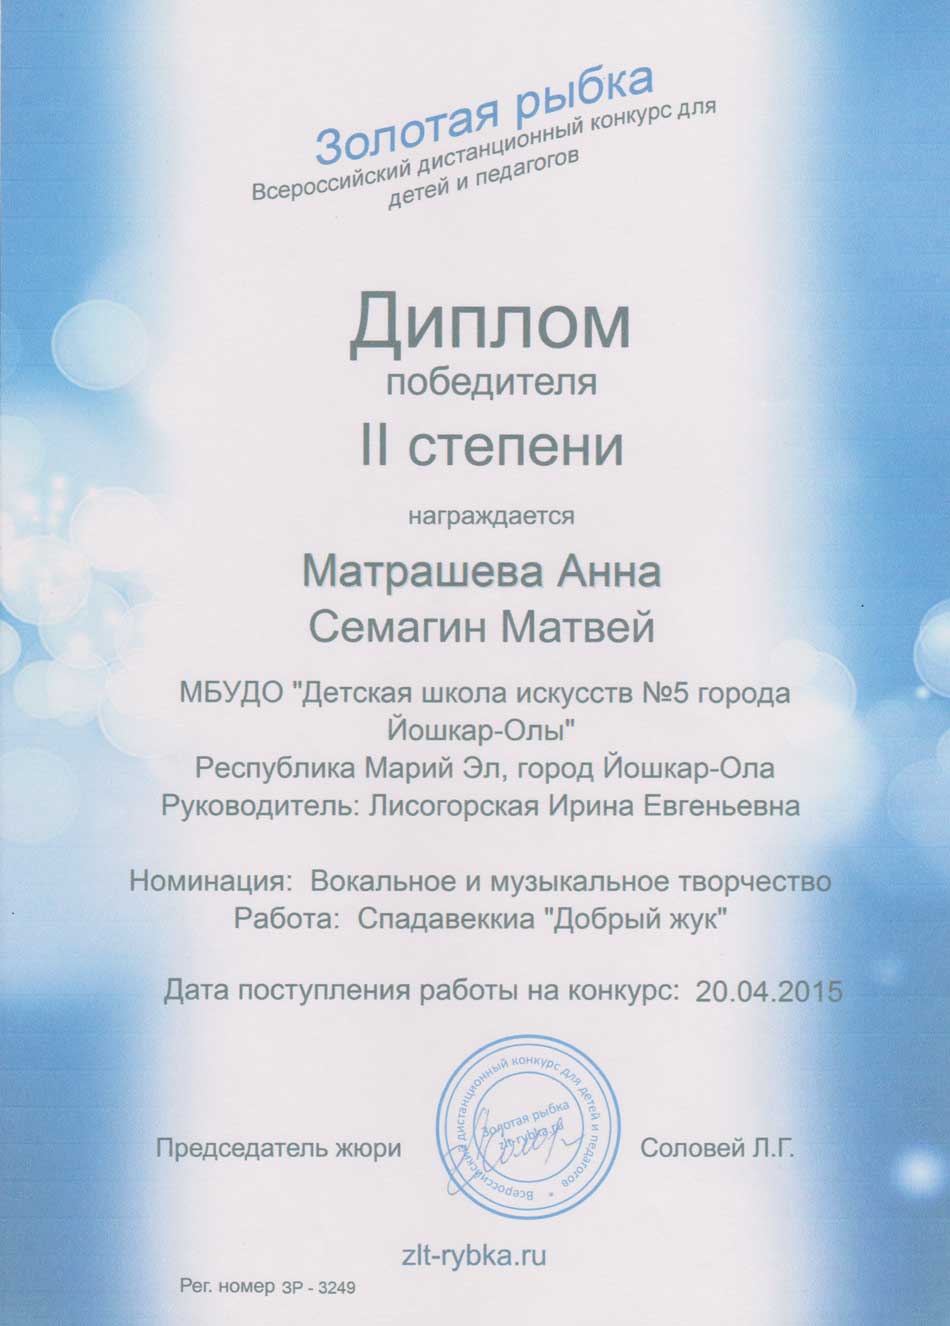 Золотая рыбка
Всероссийский дистанционный конкурс для
детей и педагогов
Диплом
победителя
II степени
награждается
Матрашева Анна
Семагин Матвей
МБУДО "Детская школа искусств №5 города
Йошкар-Олы"
Республика Марий Эл, город Йошкар-Ола
Руководитель: Лисогорская Ирина Евгеньевна
Номинация: Вокальное и музыкальное творчество
Работа: Спадавеккиа "Добрый жук"
Дата поступления работы на конкурс: 20.04.2015
Всероссийский дистанционный конкурс для детей и педагогов *
Золотая рыбка
zlt-rybka.ru
Председатель жюри
Соловей Л.Г.
zlt-rybka.ru
Рег. номер ЗР - 3249